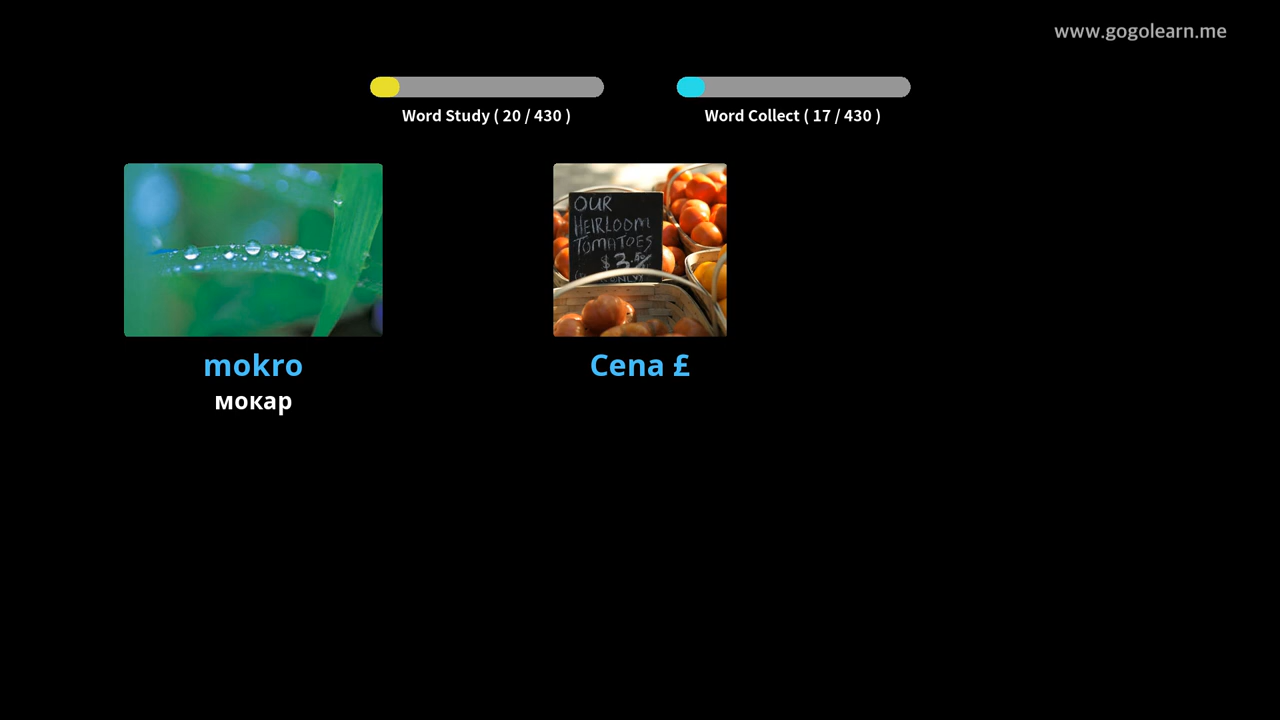 www.gogolearn.me
Word Study ( 20 / 430 )
Word Collect ( 17 / 430 )
OUR
HEIRLOOM
TOMATOES
mokro
Cena £
мокар